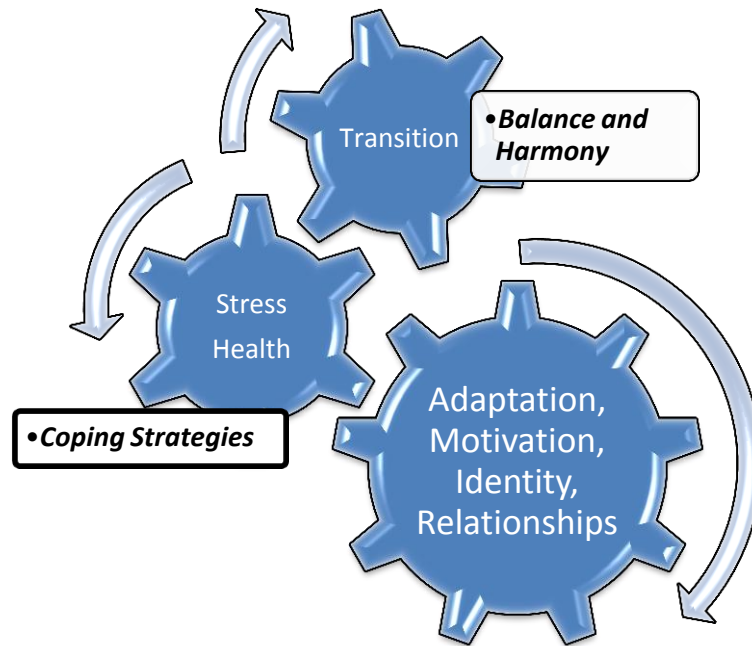 Transition
•Balance and
Harmony
Stress
Health
•Coping Strategies
Adaptation,
Motivation,
Identity,
Relationships